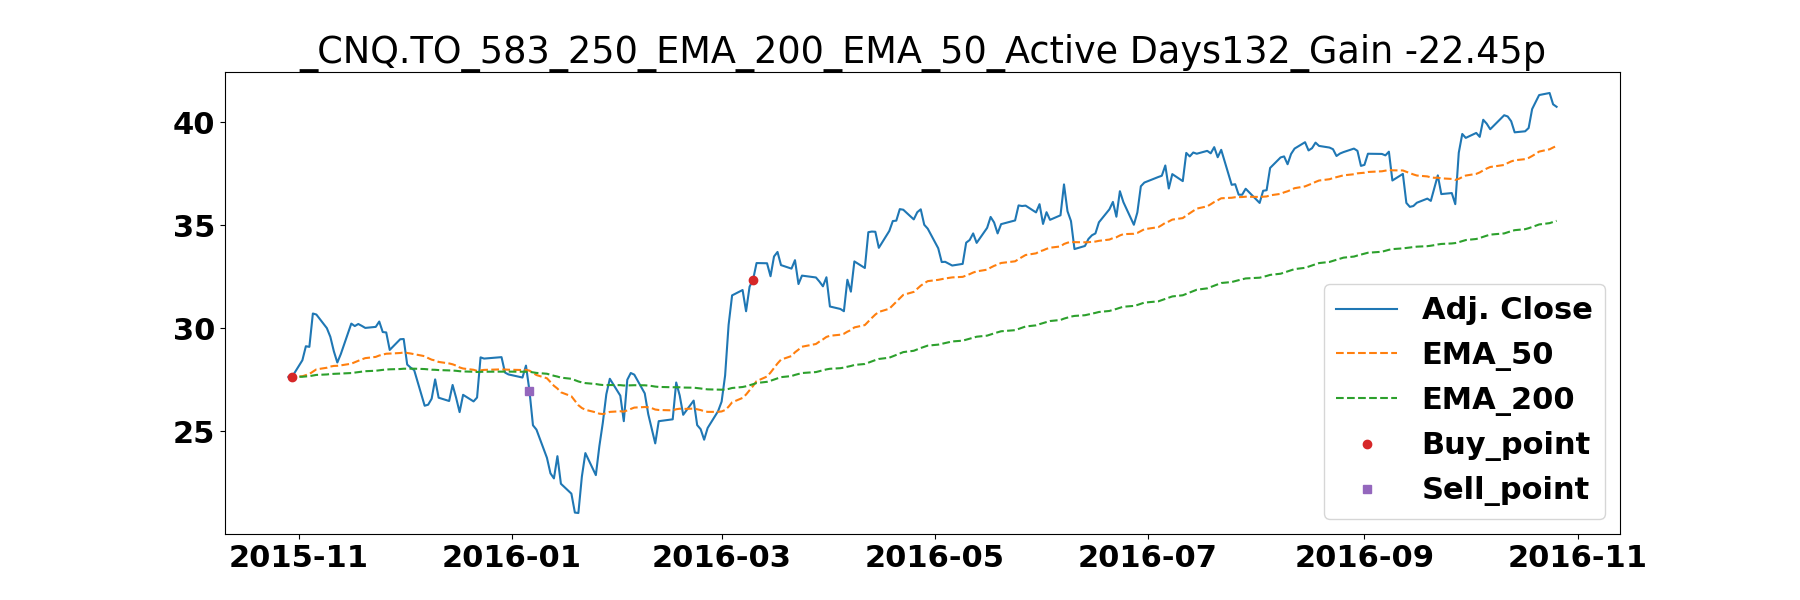 _CNQ.TO_583_250_EMA_200_EMA_50_Active Days132_Gain -22.45p
40
35
30
25
Adj. Close
EMA_50
EMA_200
Buy_point
Sell_point
2015-11 2016-01 2016-03 2016-05 2016-07 2016-09 2016-11